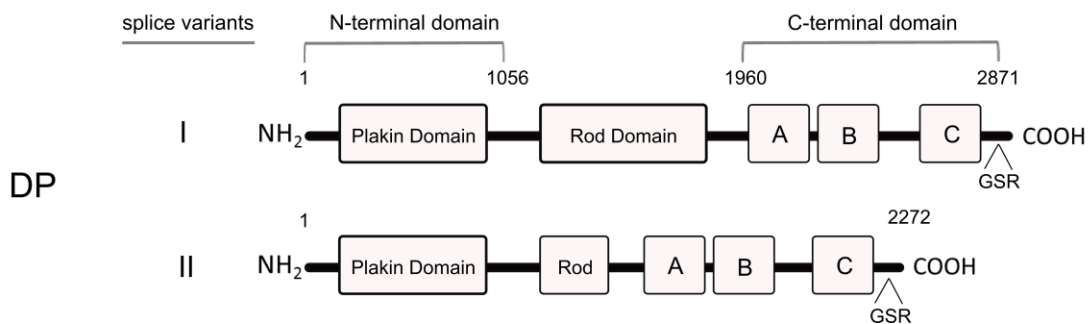 splice variants N-terminal domain C-terminal domain
1 1056 1960 2871
I NH2 Plakin Domain Rod Domain A B C COOH
GSR
DP
1 2272
II NH2 Plakin Domain Rod A B C COOH
GSR